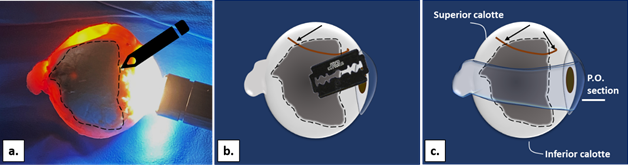 Superior calotte
P.O.
section
Inferior calotte
a.
b.
c.